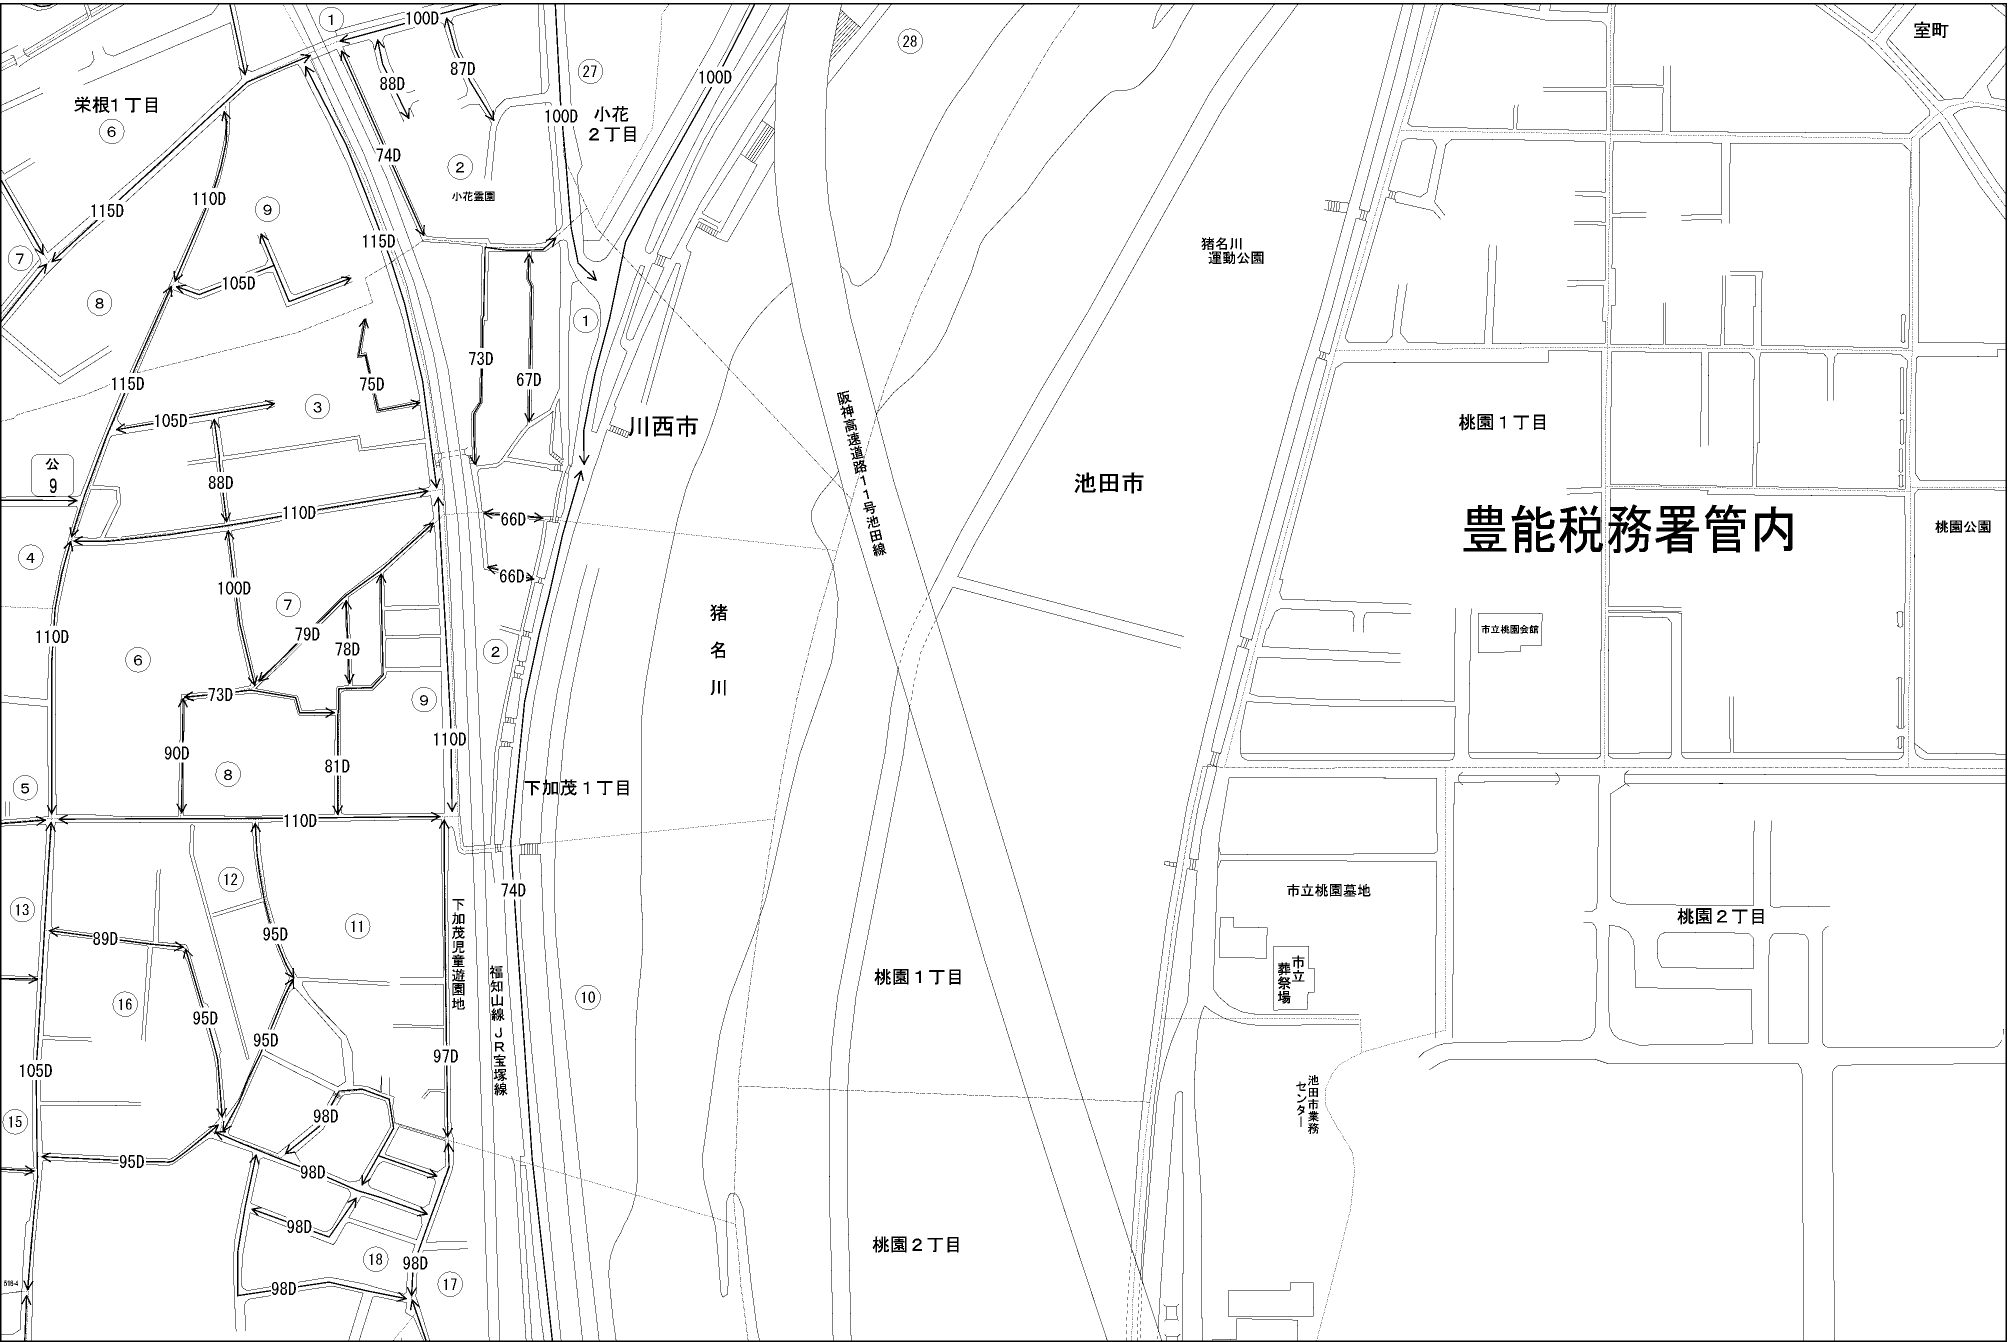 1
100D
27
28
室町
88D
87D
100D
栄根1丁目
6
100D
小花
2丁目
74D
2
小花霊園
115D
110D
9
115D
猪名川
運動公園
7
105D
8
1
73D
67D
115D
75D
3
105D
川西市
阪神高速道路11号池田線
桃園1丁目
公
9
88D
池田市
110D
66D
豊能税務署管内
桃園公園
4
66D
100D
7
猪名川
79D
110D
78D
2
市立桃園会館
6
73D
9
90D
110D
81D
8
5
下加茂1丁目
110D
12
74D
市立桃園墓地
13
下加茂児童遊園地
11
桃園2丁目
89D
95D
福知山線JR宝塚線
桃園1丁目
市立
葬祭場
16
10
95D
95D
97D
105D
池田市業務
センター
98D
15
95D
98D
98D
桃園2丁目
18
98D
17
98D
516-4